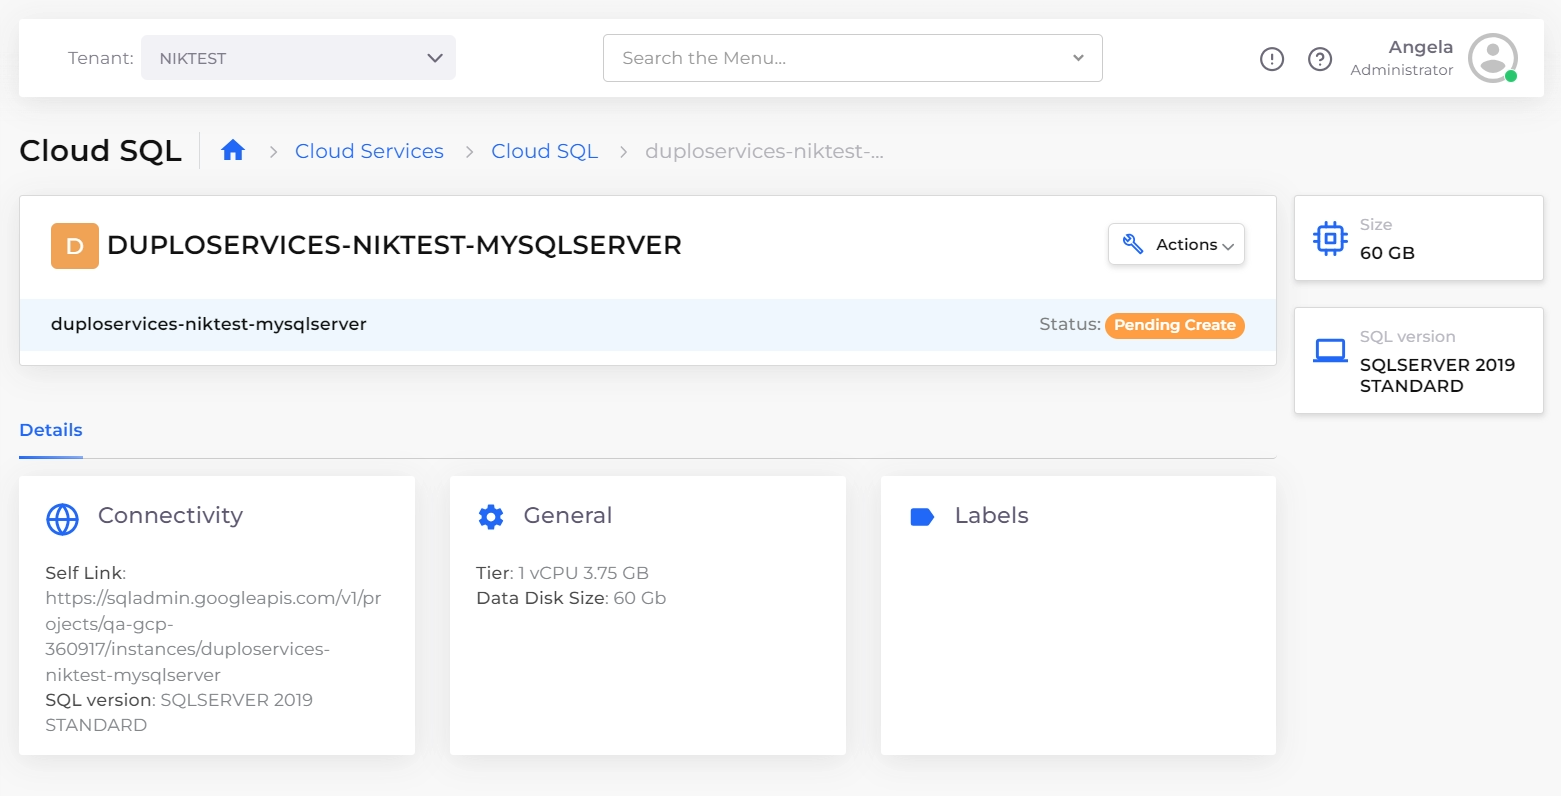 Tenant: NIKTEST
Search the Menu...
Angela
Administrator
Cloud SQL
Cloud Services
Cloud SQL
duploservices-niktest-...
D DUPLOSERVICES-NIKTEST-MYSQLSERVER
Actions
duploservices-niktest-mysqlserver
Status: Pending Create
Size
60 GB
SQL version
SQLSERVER 2019
STANDARD
Details
Connectivity
Self Link:
https://sqladmin.googleapis.com/v1/pr
ojects/qa-gcp-
360917/instances/duploservices-
niktest-mysqlserver
SQL version: SQLSERVER 2019
STANDARD
General
Tier: 1 vCPU 3.75 GB
Data Disk Size: 60 Gb
Labels